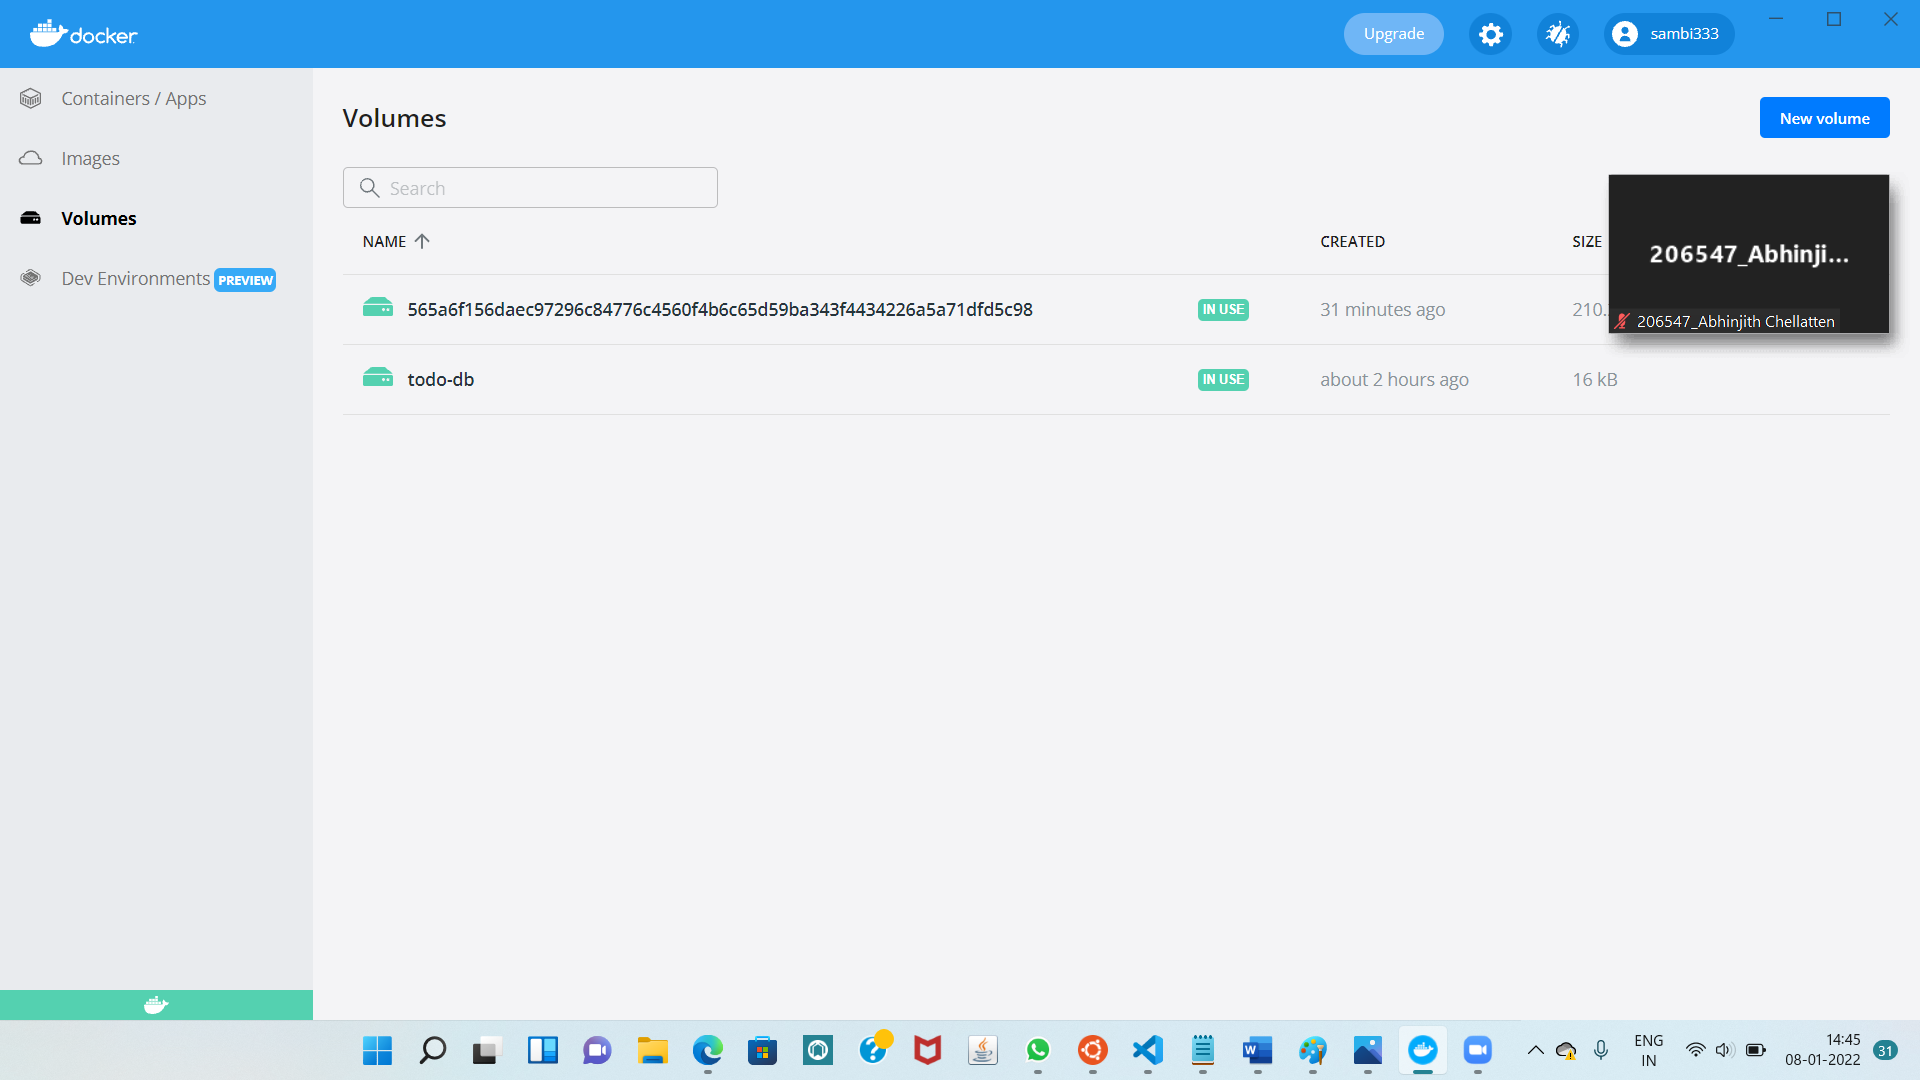 docker
Upgrade
sambi333
Containers / Apps
Images
Volumes
Dev Environments PREVIEW
Volumes
New volume
Search
NAME CREATED SIZE
565a6f156daec97296c84776c4560f4b6c65d59ba343f4434226a5a71dfd5c98 IN USE 31 minutes ago 210.
todo-db IN USE about 2 hours ago 16 kB
206547_Abhinji...
206547_Abhinjith Chellatten
ENG
IN
14:45
08-01-2022
31